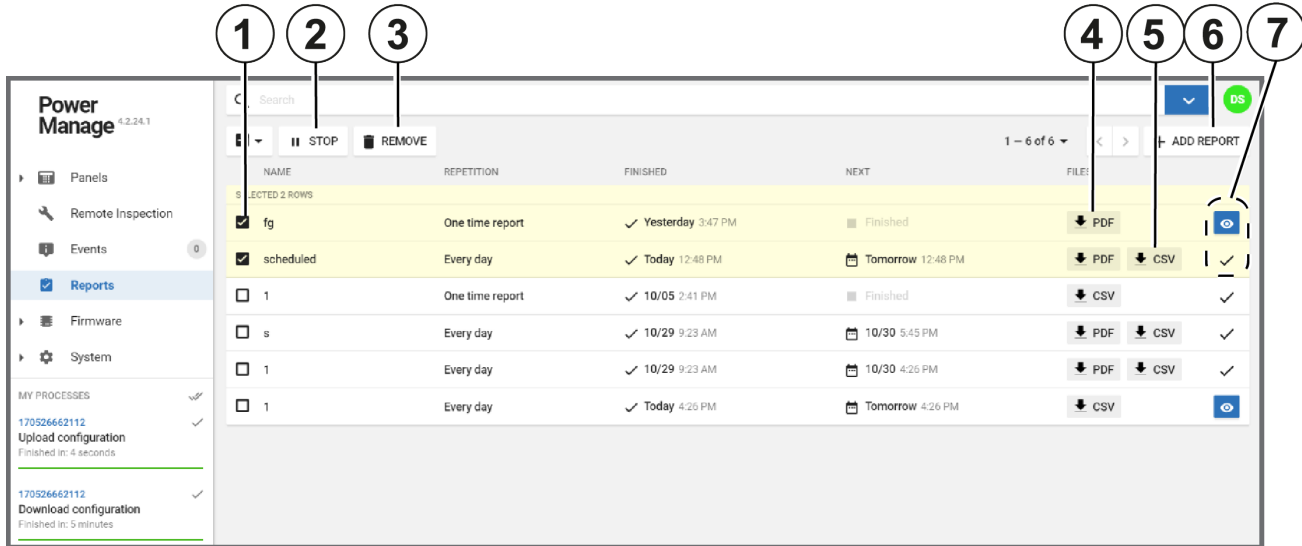 1 2 3 4 5 6 7
Power
Manage 4.2.24.1
Search
DS
STOP REMOVE 1 – 6 of 6 ADD REPORT
Panels
Remote Inspection
Events 0
Reports
Firmware
System
MY PROCESSES
170526662112
Upload configuration
Finished in: 4 seconds
170526662112
Download configuration
Finished in: 5 minutes
NAME REPETITION FINISHED NEXT FILES
SELECTED 2 ROWS
fg One time report Yesterday 3:47 PM Finished PDF
scheduled Every day Today 12:48 PM Tomorrow 12:48 PM PDF CSV
1 One time report 10/05 2:41 PM Finished CSV
s Every day 10/29 9:23 AM 10/30 5:45 PM PDF CSV
1 Every day 10/29 9:23 AM 10/30 4:26 PM PDF CSV
1 Every day Today 4:26 PM Tomorrow 4:26 PM CSV